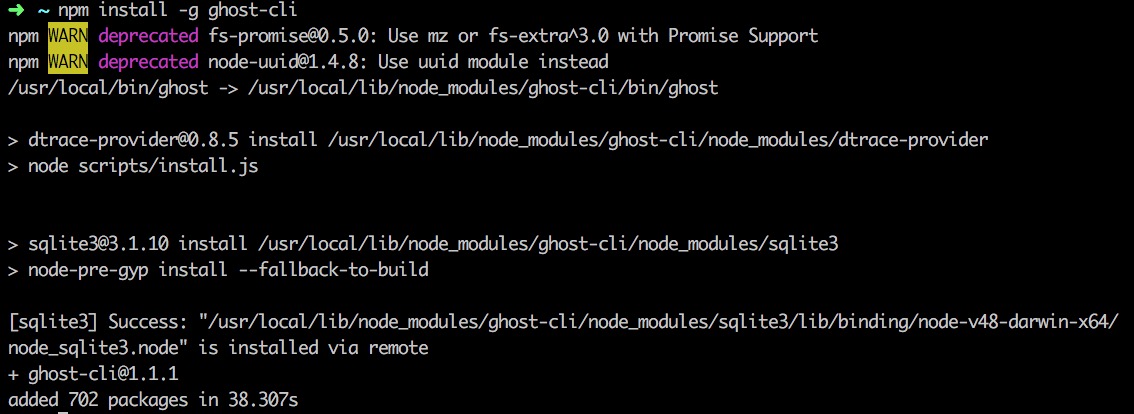 ➜ ~ npm install -g ghost-cli
npm WARN deprecated fs-promise@0.5.0: Use mz or fs-extra^3.0 with Promise Support
npm WARN deprecated node-uuid@1.4.8: Use uuid module instead
/usr/local/bin/ghost -> /usr/local/lib/node_modules/ghost-cli/bin/ghost
> dtrace-provider@0.8.5 install /usr/local/lib/node_modules/ghost-cli/node_modules/dtrace-provider
> node scripts/install.js
> sqlite3@3.1.10 install /usr/local/lib/node_modules/ghost-cli/node_modules/sqlite3
> node-pre-gyp install --fallback-to-build
[sqlite3] Success: "/usr/local/lib/node_modules/ghost-cli/node_modules/sqlite3/lib/binding/node-v48-darwin-x64/
node_sqlite3.node" is installed via remote
+ ghost-cli@1.1.1
added 702 packages in 38.307s